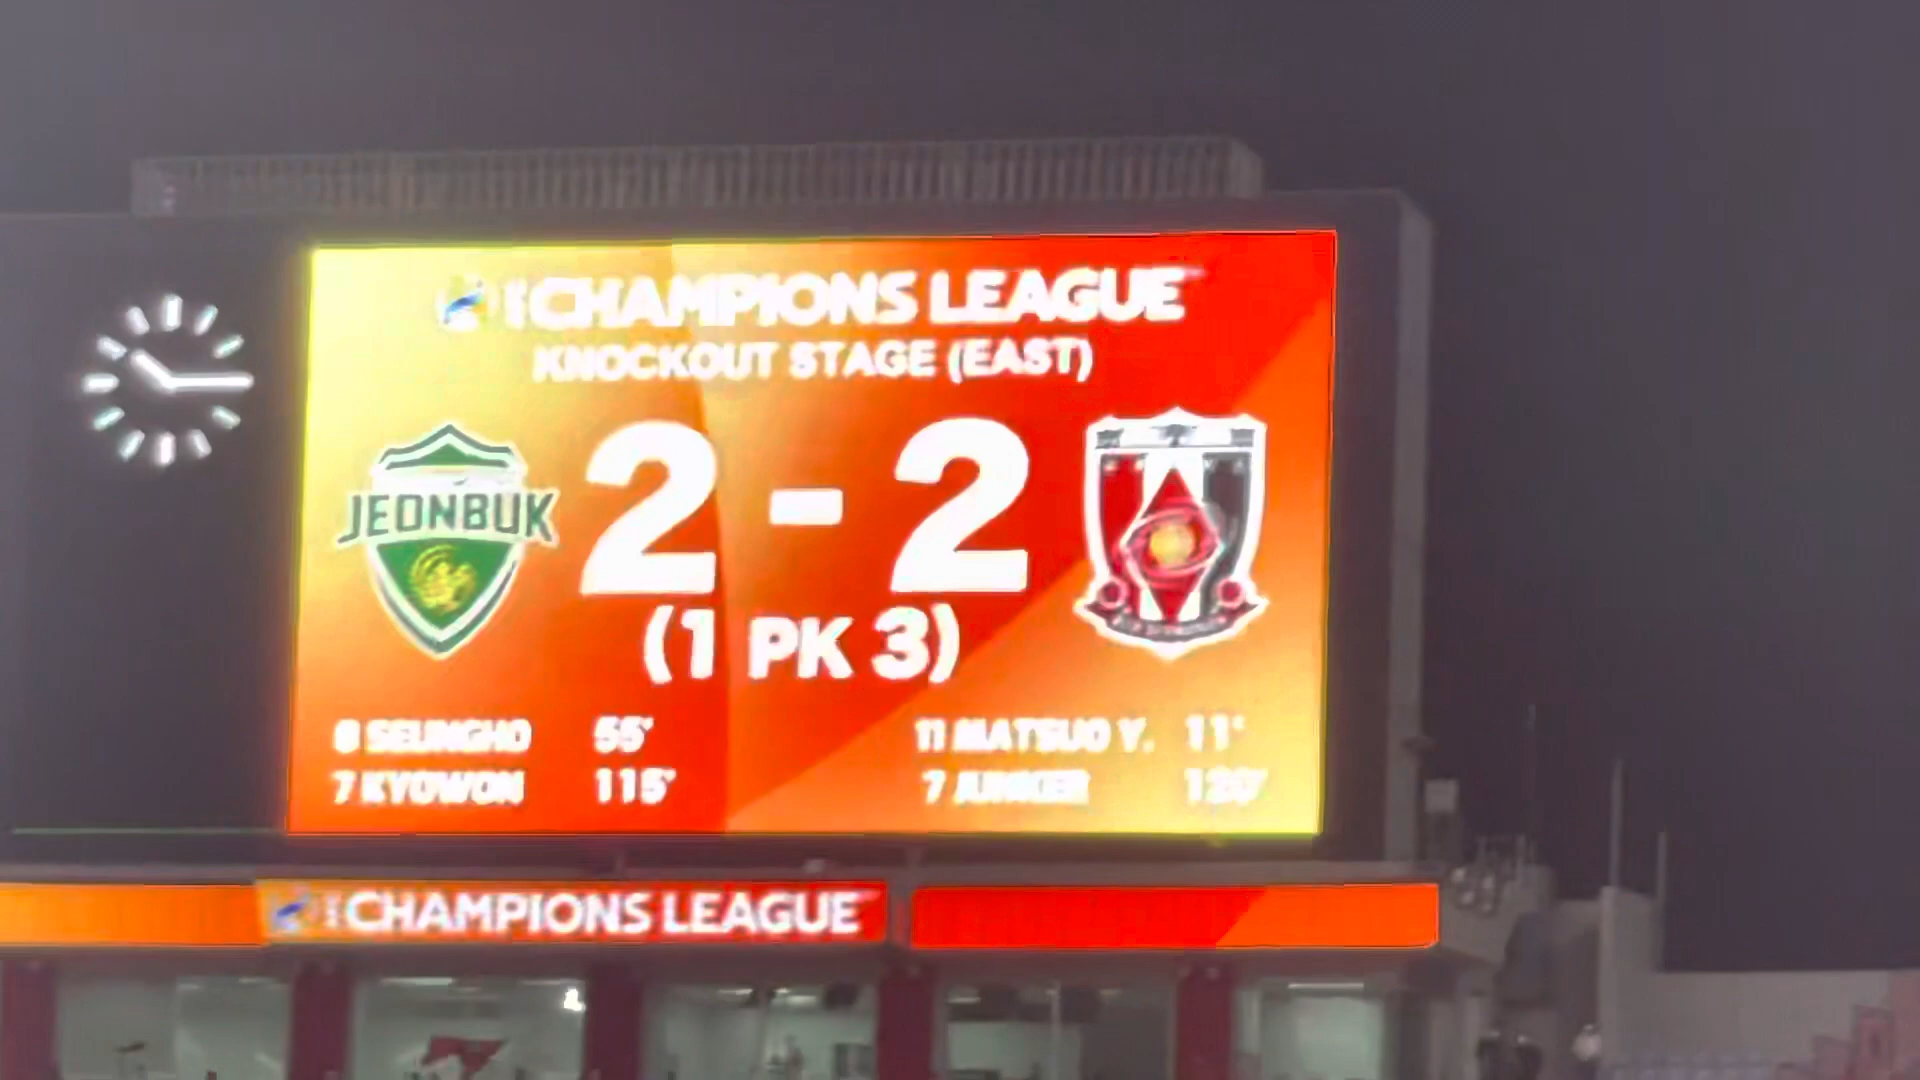 CHAMPIONS LEAGUE
KNOCKOUT STAGE (EAST)
JEONBUK
2 - 2
(1 PK 3)
8 SEUNGHO 55'
11 MATSUO Y. 11'
7 KYOWON 115'
7 JUNKER 120'
CHAMPIONS LEAGUE